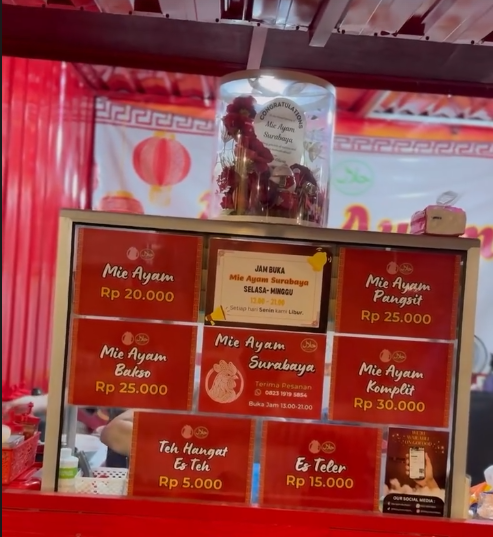 CONGRATULATIONS
Mie Ayam
Surabaya
Mie Ayam
Rp 20.000
JAM BUKA
Mie Ayam Surabaya
SELASA-MINGGU
13.00 - 21.00
Setiap hari Senin kami Libur.
Mie Ayam
Pangsit
Rp 25.000
Mie Ayam
Bakso
Rp 25.000
Mie Ayam
Surabaya
Terima Pesanan
Buka Jam 13.00-21.00
Mie Ayam
Komplit
Rp 30.000
Teh Hangat
Es Teh
Rp 5.000
Es Teler
Rp 15.000
OUR SOCIAL MEDIA